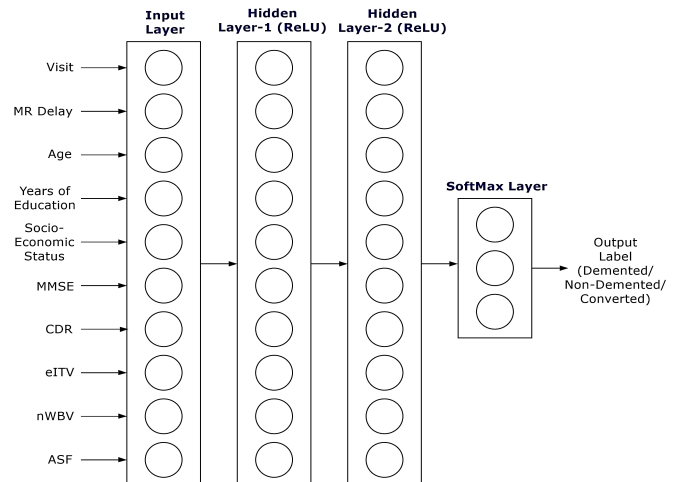 Input
Layer
Hidden
Layer-1 (ReLU)
Hidden
Layer-2 (ReLU)
Visit
MR Delay
Age
Years of
Education
Socio-
Economic
Status
MMSE
CDR
eITV
nWBV
ASF
SoftMax Layer
Output
Label
(Demented/
Non-Demented/
Converted)